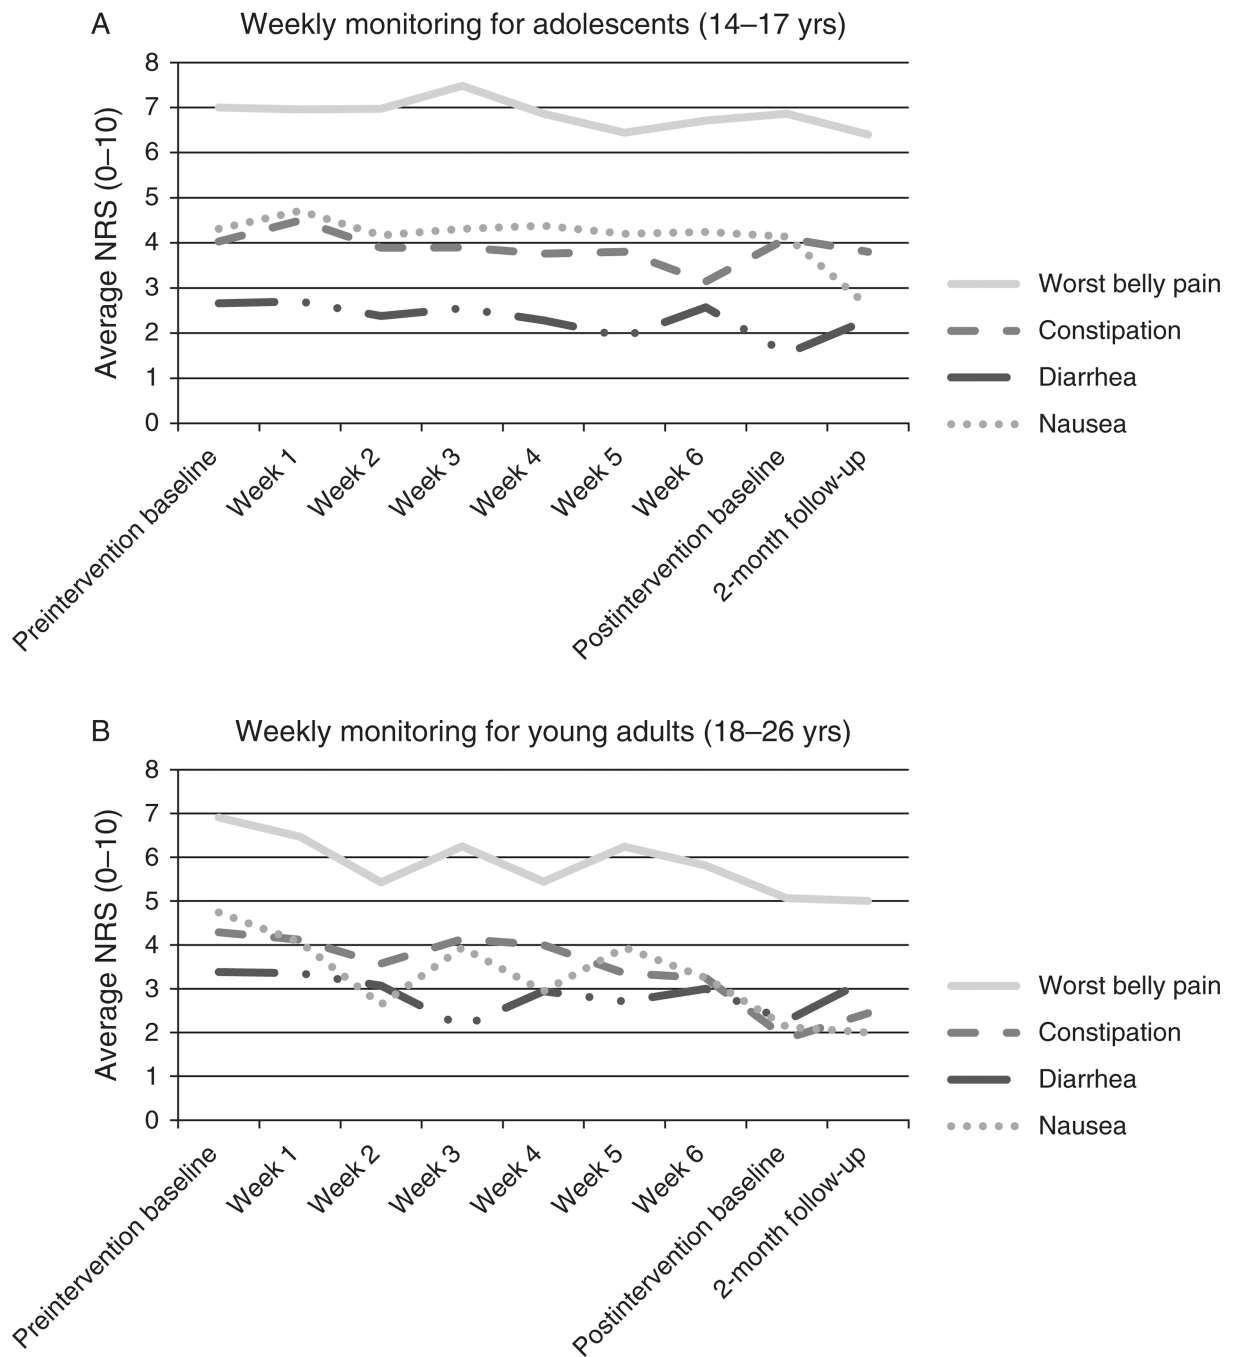 A
Weekly monitoring for adolescents (14–17 yrs)
Average NRS (0–10)
8
7
6
5
4
3
2
1
0
Preintervention baseline
Week 1
Week 2
Week 3
Week 4
Week 5
Week 6
Postintervention baseline
2-month follow-up
Worst belly pain
Constipation
Diarrhea
Nausea
B
Weekly monitoring for young adults (18–26 yrs)
Average NRS (0–10)
8
7
6
5
4
3
2
1
0
Preintervention baseline
Week 1
Week 2
Week 3
Week 4
Week 5
Week 6
Postintervention baseline
2-month follow-up
Worst belly pain
Constipation
Diarrhea
Nausea